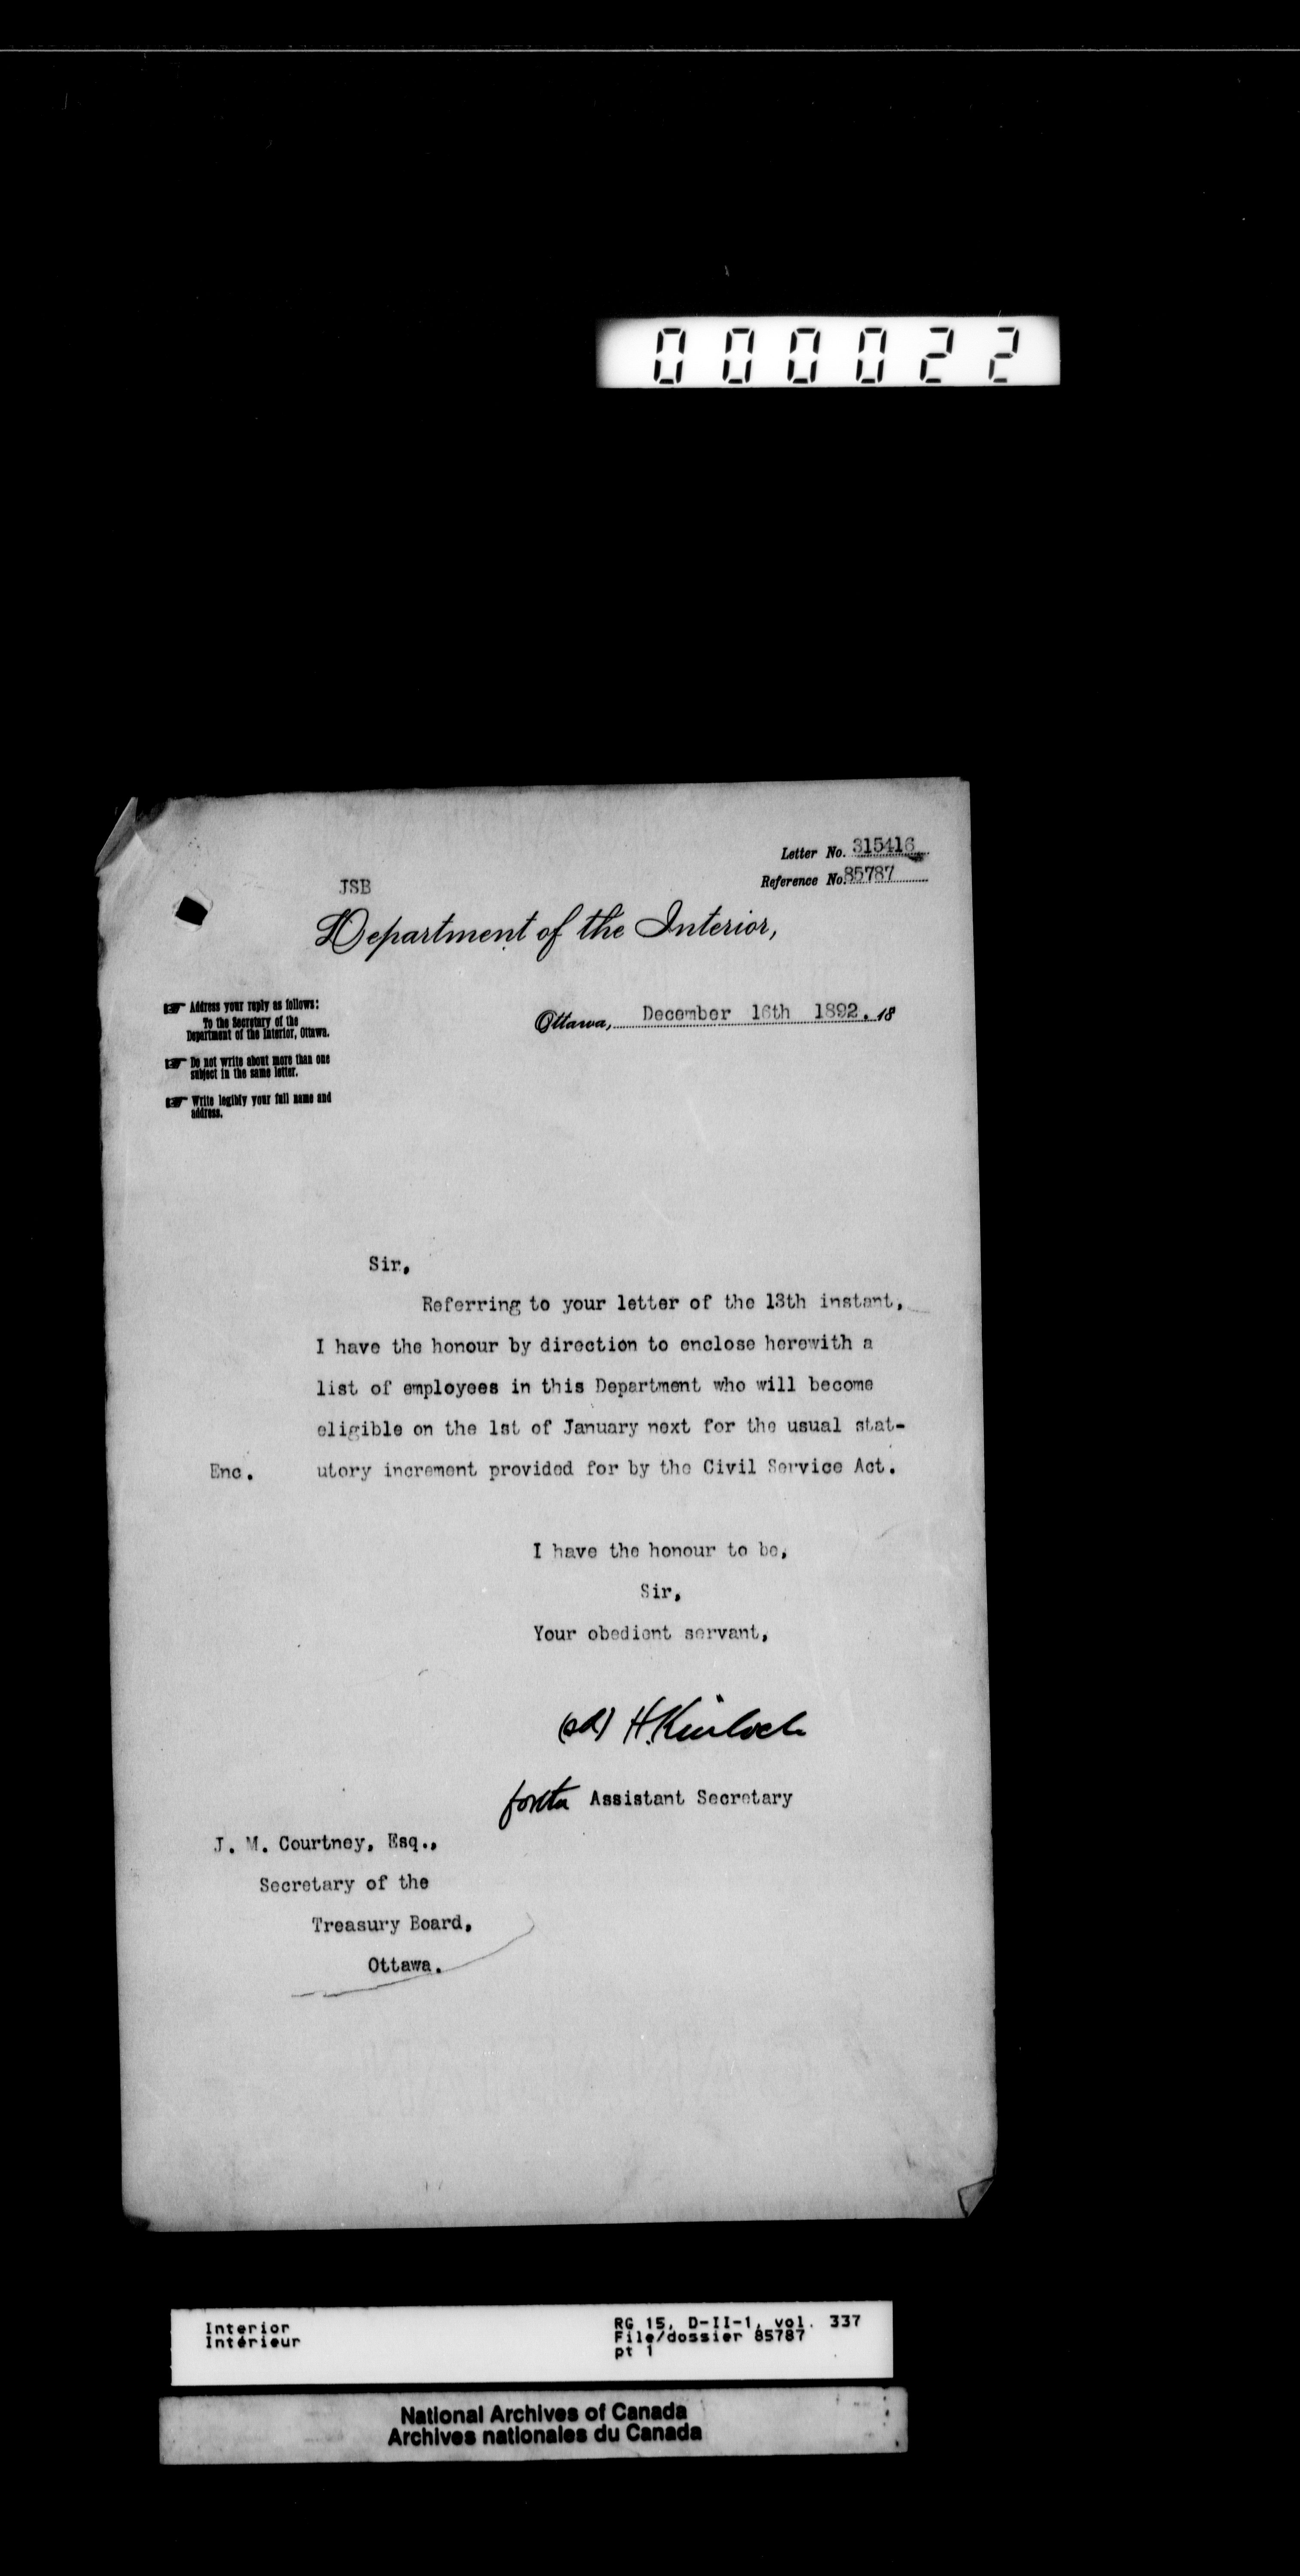 000022
Letter No. 315416
Reference No. 85787
JSB
Department of the Interior,
☞ Address your reply as follows:
To the Secretary of the
Department of the Interior, Ottawa.
☞ Do not write about more than one
subject in the same letter.
☞ Write legibly your full name and
address.
Ottawa, December 16th 1892. 18
Sir,
Referring to your letter of the 13th instant,
I have the honour by direction to enclose herewith a
list of employees in this Department who will become
eligible on the 1st of January next for the usual stat-
Enc. utory increment provided for by the Civil Service Act.
I have the honour to be,
Sir,
Your obedient servant,
(sd) H. Kinloch
for the Assistant Secretary
J. M. Courtney, Esq.,
Secretary of the
Treasury Board,
Ottawa.
Interior
Intérieur
RG 15, D-II-1, vol. 337
File/dossier 85787
pt 1
National Archives of Canada
Archives nationales du Canada